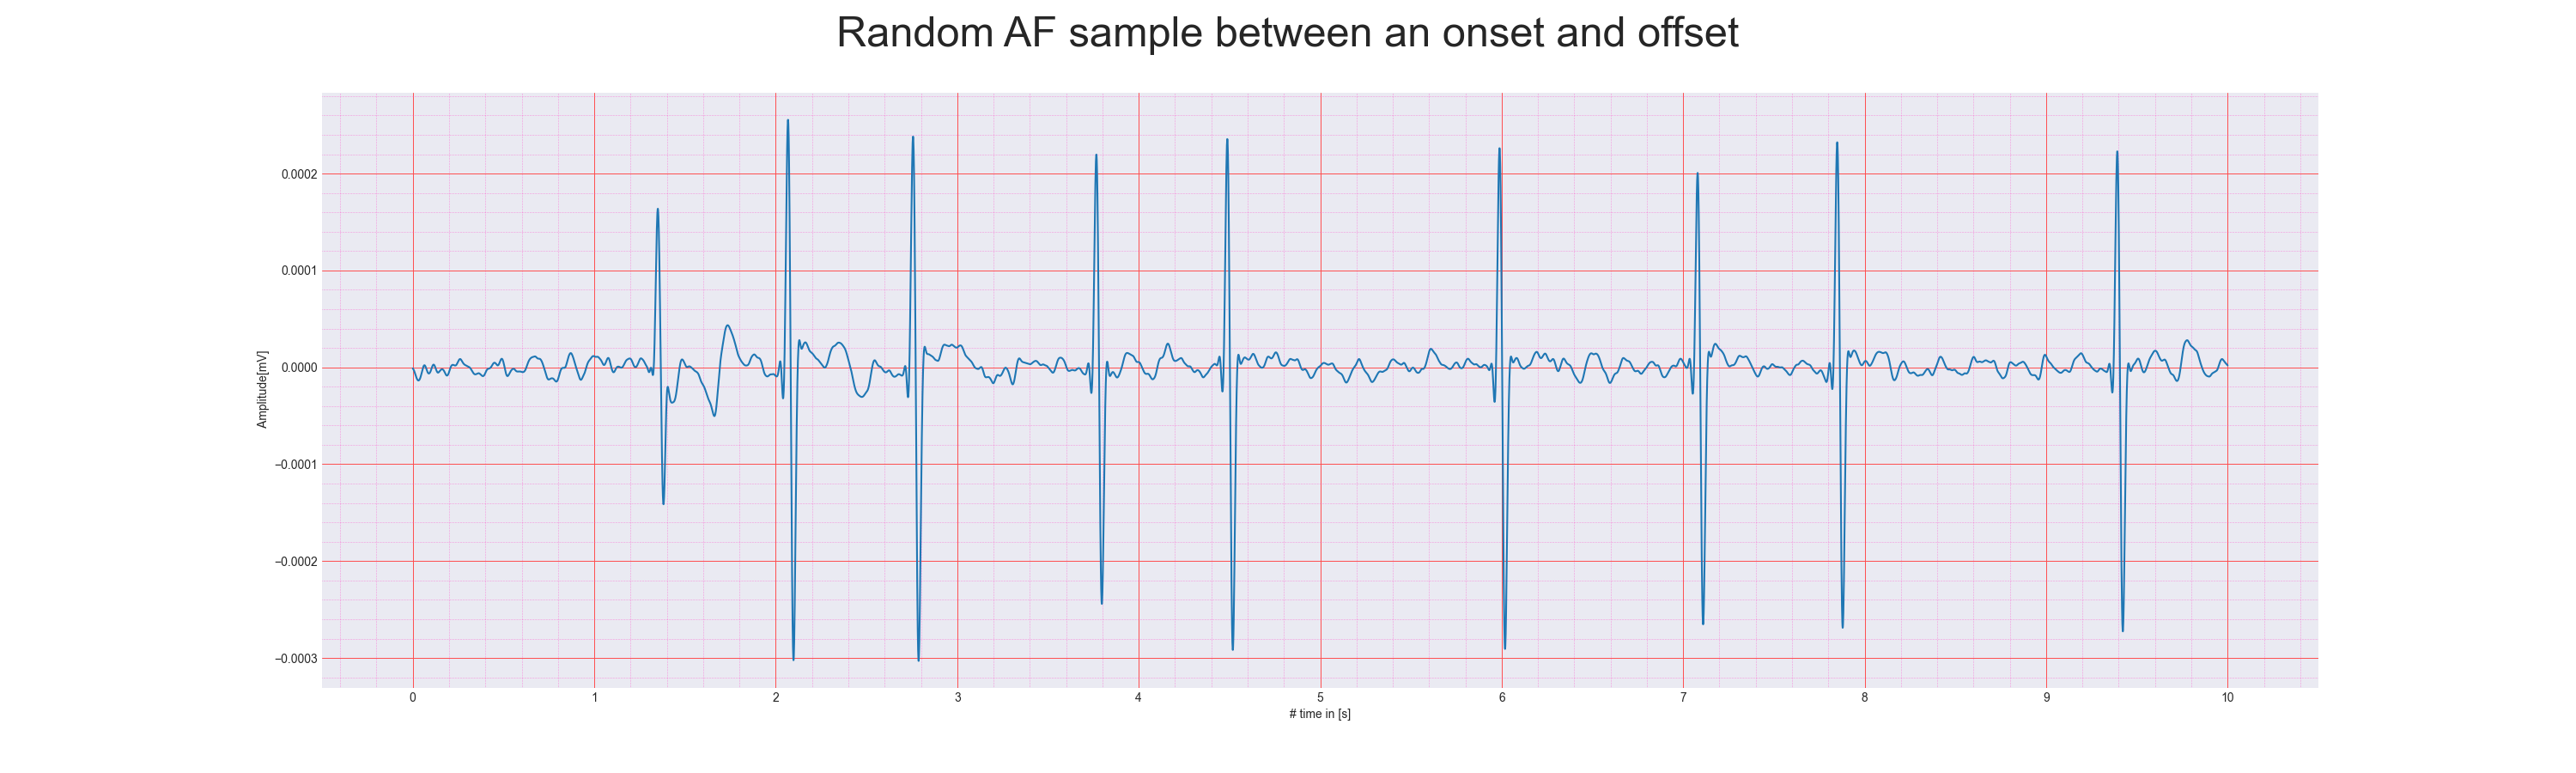 Random AF sample between an onset and offset
0.0002
0.0001
0.0000
−0.0001
−0.0002
−0.0003
Amplitude[mV]
0 1 2 3 4 5 6 7 8 9 10
# time in [s]